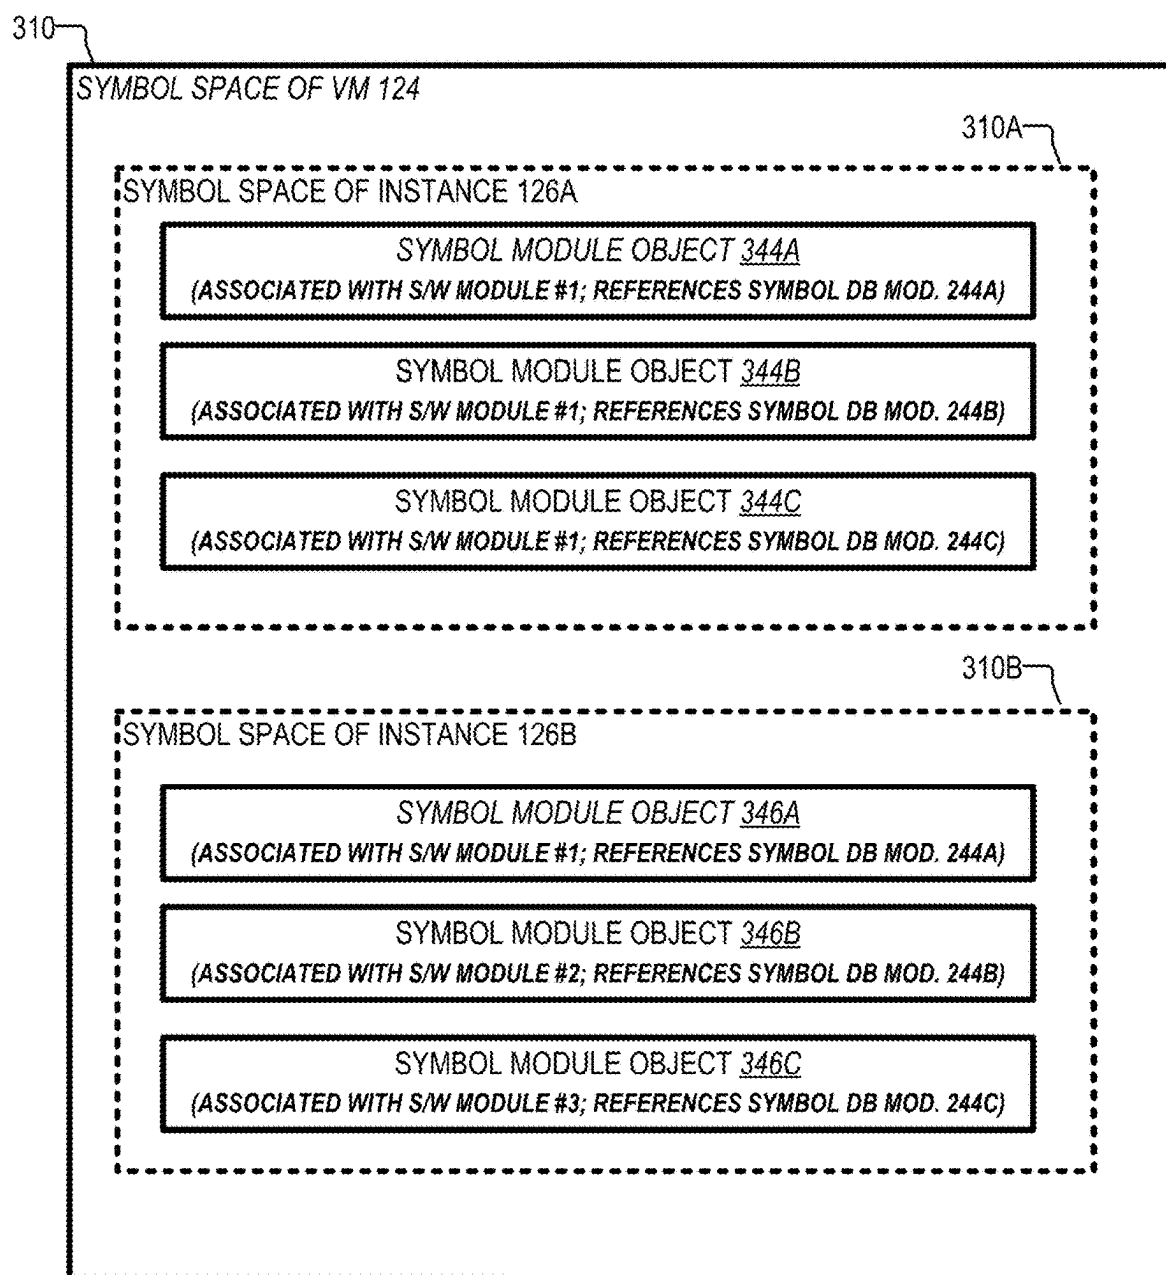 310
SYMBOL SPACE OF VM 124
310A
SYMBOL SPACE OF INSTANCE 126A
SYMBOL MODULE OBJECT 344A
(ASSOCIATED WITH S/W MODULE #1; REFERENCES SYMBOL DB MOD. 244A)
SYMBOL MODULE OBJECT 344B
(ASSOCIATED WITH S/W MODULE #1; REFERENCES SYMBOL DB MOD. 244B)
SYMBOL MODULE OBJECT 344C
(ASSOCIATED WITH S/W MODULE #1; REFERENCES SYMBOL DB MOD. 244C)
310B
SYMBOL SPACE OF INSTANCE 126B
SYMBOL MODULE OBJECT 346A
(ASSOCIATED WITH S/W MODULE #1; REFERENCES SYMBOL DB MOD. 244A)
SYMBOL MODULE OBJECT 346B
(ASSOCIATED WITH S/W MODULE #2; REFERENCES SYMBOL DB MOD. 244B)
SYMBOL MODULE OBJECT 346C
(ASSOCIATED WITH S/W MODULE #3; REFERENCES SYMBOL DB MOD. 244C)